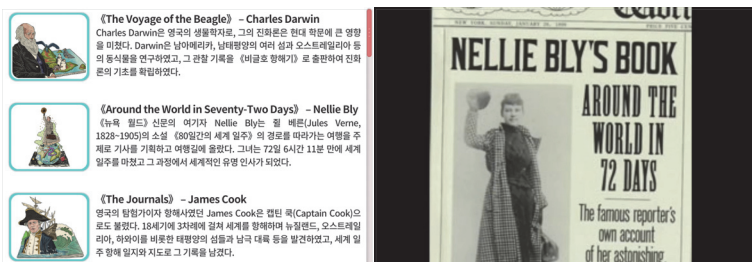 《The Voyage of the Beagle》 – Charles Darwin
Charles Darwin은 영국의 생물학자로, 그의 진화론은 현대 학문에 큰 영향
을 미쳤다. Darwin은 남아메리카, 남태평양의 여러 섬과 오스트레일리아 등
의 동식물을 연구하였고, 그 관찰 기록을 《비글호 항해기》로 출판하여 진화
론의 기초를 확립하였다.
《Around the World in Seventy-Two Days》 – Nellie Bly
《뉴욕 월드》신문의 여기자 Nellie Bly는 쥘 베른(Jules Verne,
1828~1905)의 소설 《80일간의 세계 일주》의 경로를 따라가는 여행을 주
제로 기사를 기획하고 여행길에 올랐다. 그녀는 72일 6시간 11분 만에 세계
일주를 마쳤고 그 과정에서 세계적인 유명 인사가 되었다.
《The Journals》 – James Cook
영국의 탐험가이자 항해사였던 James Cook은 캡틴 쿡(Captain Cook)으
로도 불렸다. 18세기에 3차례에 걸쳐 세계를 항해하며 뉴질랜드, 오스트레일
리아, 하와이를 비롯한 태평양의 섬들과 남극 대륙 등을 발견하였고, 세계 일
주 항해 일지와 지도로 그 기록을 남겼다.
NEW YORK, SUNDAY, JANUARY 26, 1890
PRICE FIVE CEN
NELLIE BLY'S BOOK
AROUND THE
WORLD IN
72 DAYS
The famous reporter's
own account
of her astonishing